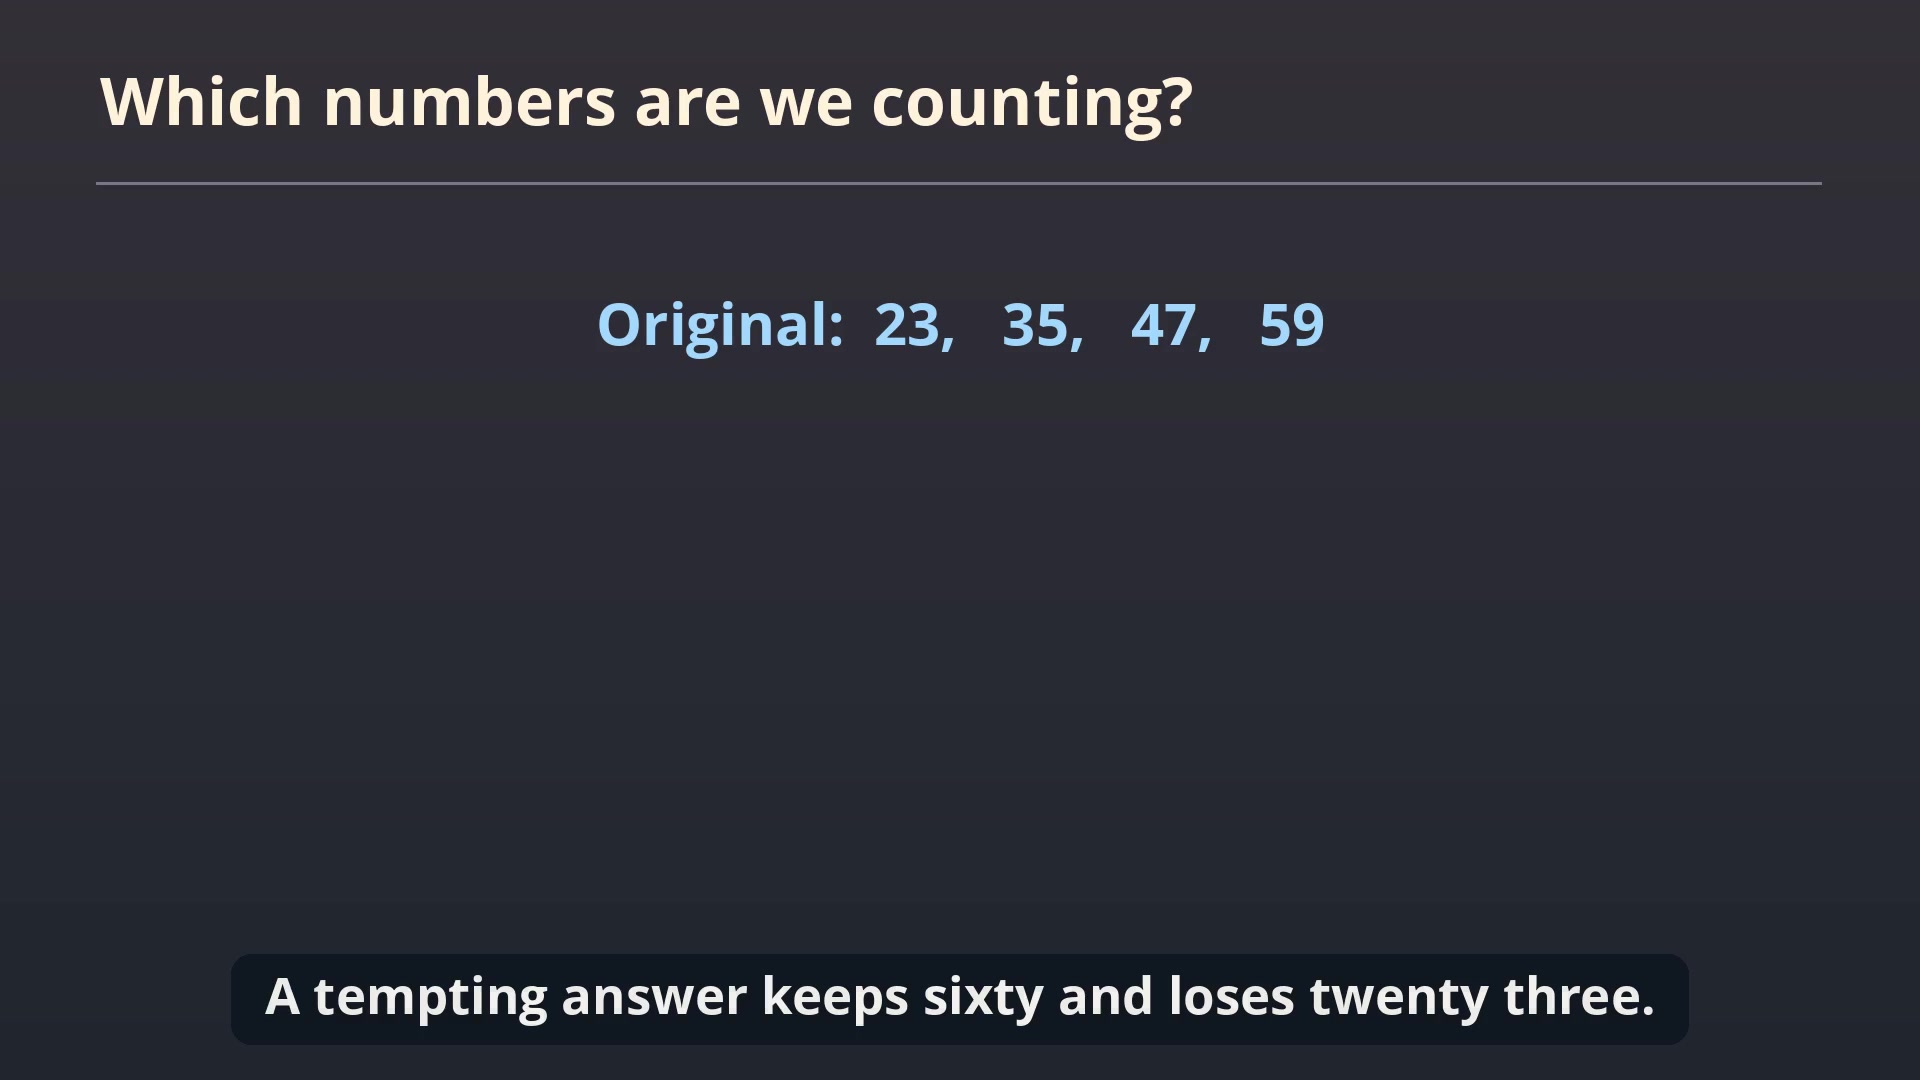 Which numbers are we counting?
Original: 23, 35, 47, 59
A tempting answer keeps sixty and loses twenty three.